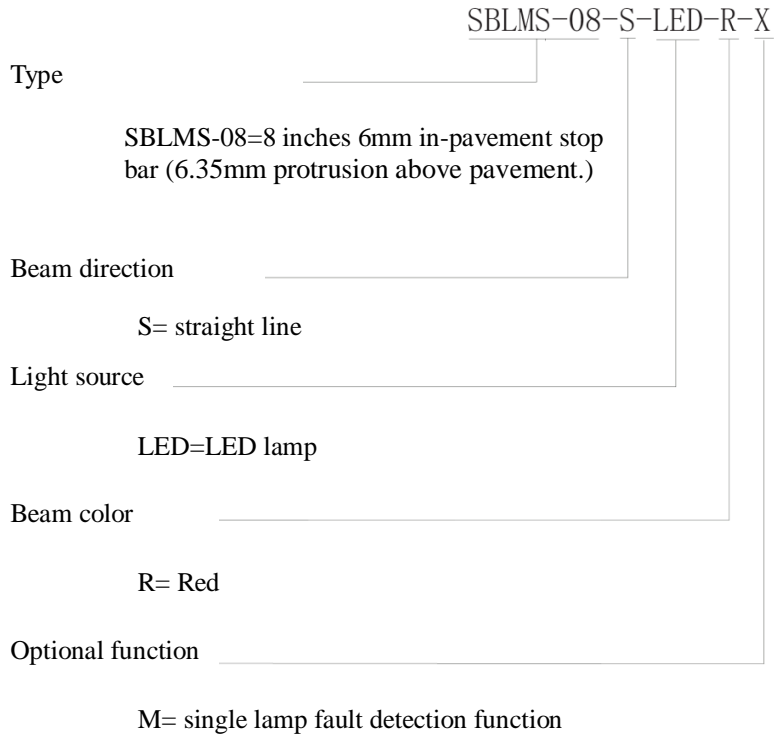 SBLMS-08-S-LED-R-X
Type
SBLMS-08=8 inches 6mm in-pavement stop
bar (6.35mm protrusion above pavement.)
Beam direction
S= straight line
Light source
LED=LED lamp
Beam color
R= Red
Optional function
M= single lamp fault detection function